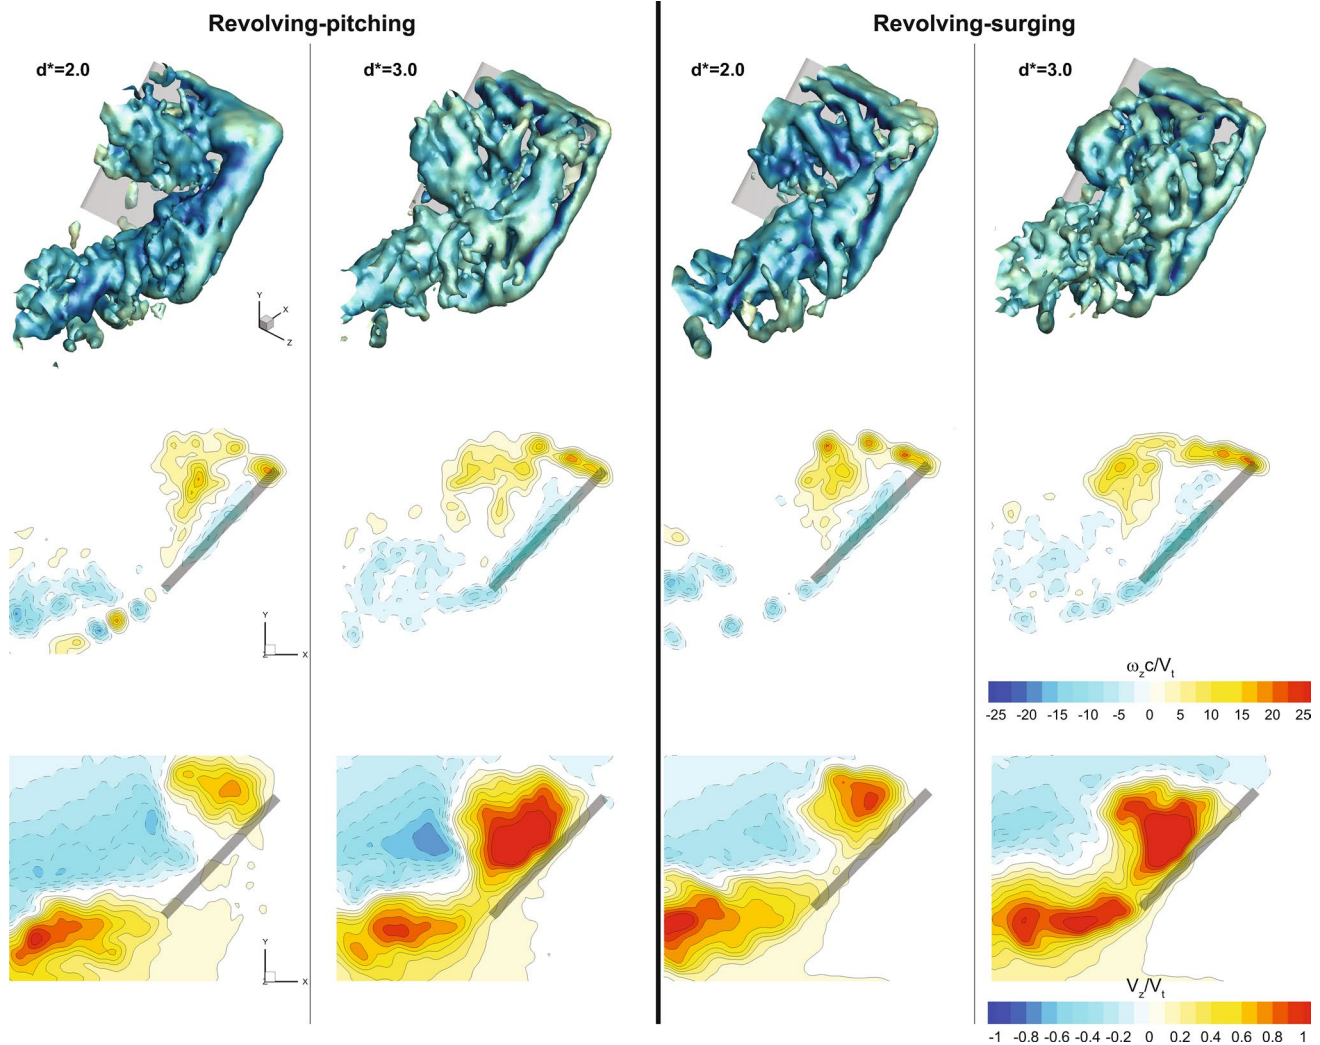 Revolving-pitching Revolving-surging
d*=2.0 d*=3.0 d*=2.0 d*=3.0
Y
X
Z
Y
Z X
ω_z c/V_t
-25 -20 -15 -10 -5 0 5 10 15 20 25
Y
Z X
V_z/V_t
-1 -0.8 -0.6 -0.4 -0.2 0 0.2 0.4 0.6 0.8 1